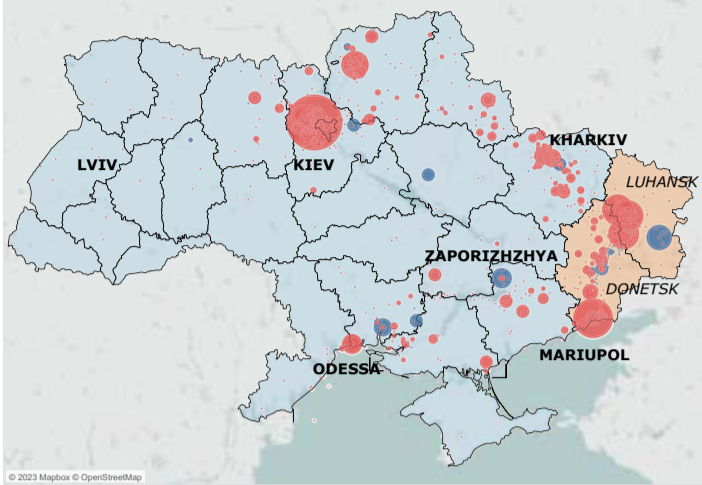 KHARKIV
LVIV
KIEV
LUHANSK
ZAPORIZHZHYA
DONETSK
MARIUPOL
ODESSA
© 2023 Mapbox © OpenStreetMap